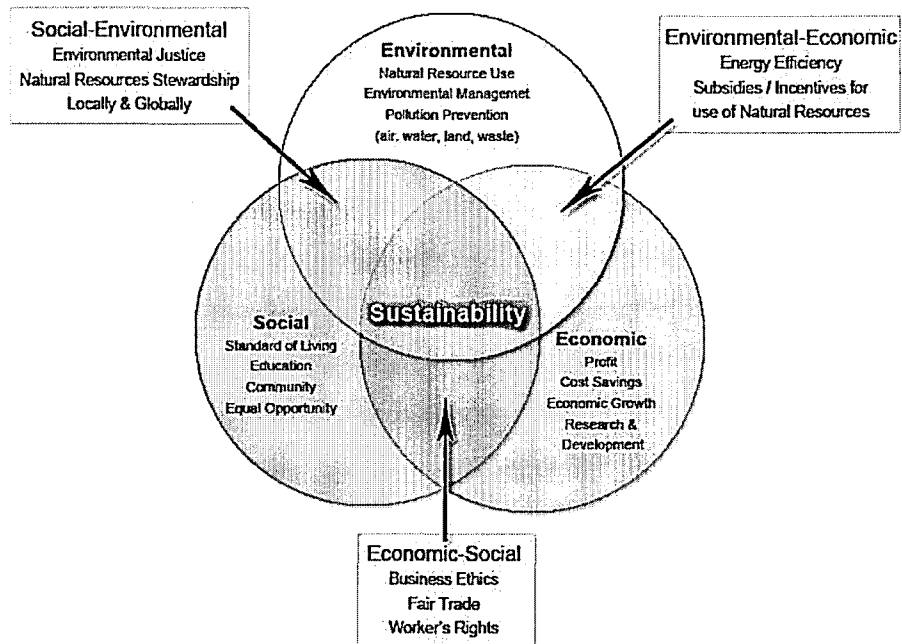 Social-Environmental
Environmental Justice
Natural Resources Stewardship
Locally & Globally
Environmental
Natural Resource Use
Environmental Managemet
Pollution Prevention
(air, water, land, waste)
Environmental-Economic
Energy Efficiency
Subsidies / Incentives for
use of Natural Resources
Sustainability
Social
Standard of Living
Education
Community
Equal Opportunity
Economic
Profit
Cost Savings
Economic Growth
Research &
Development
Economic-Social
Business Ethics
Fair Trade
Worker's Rights